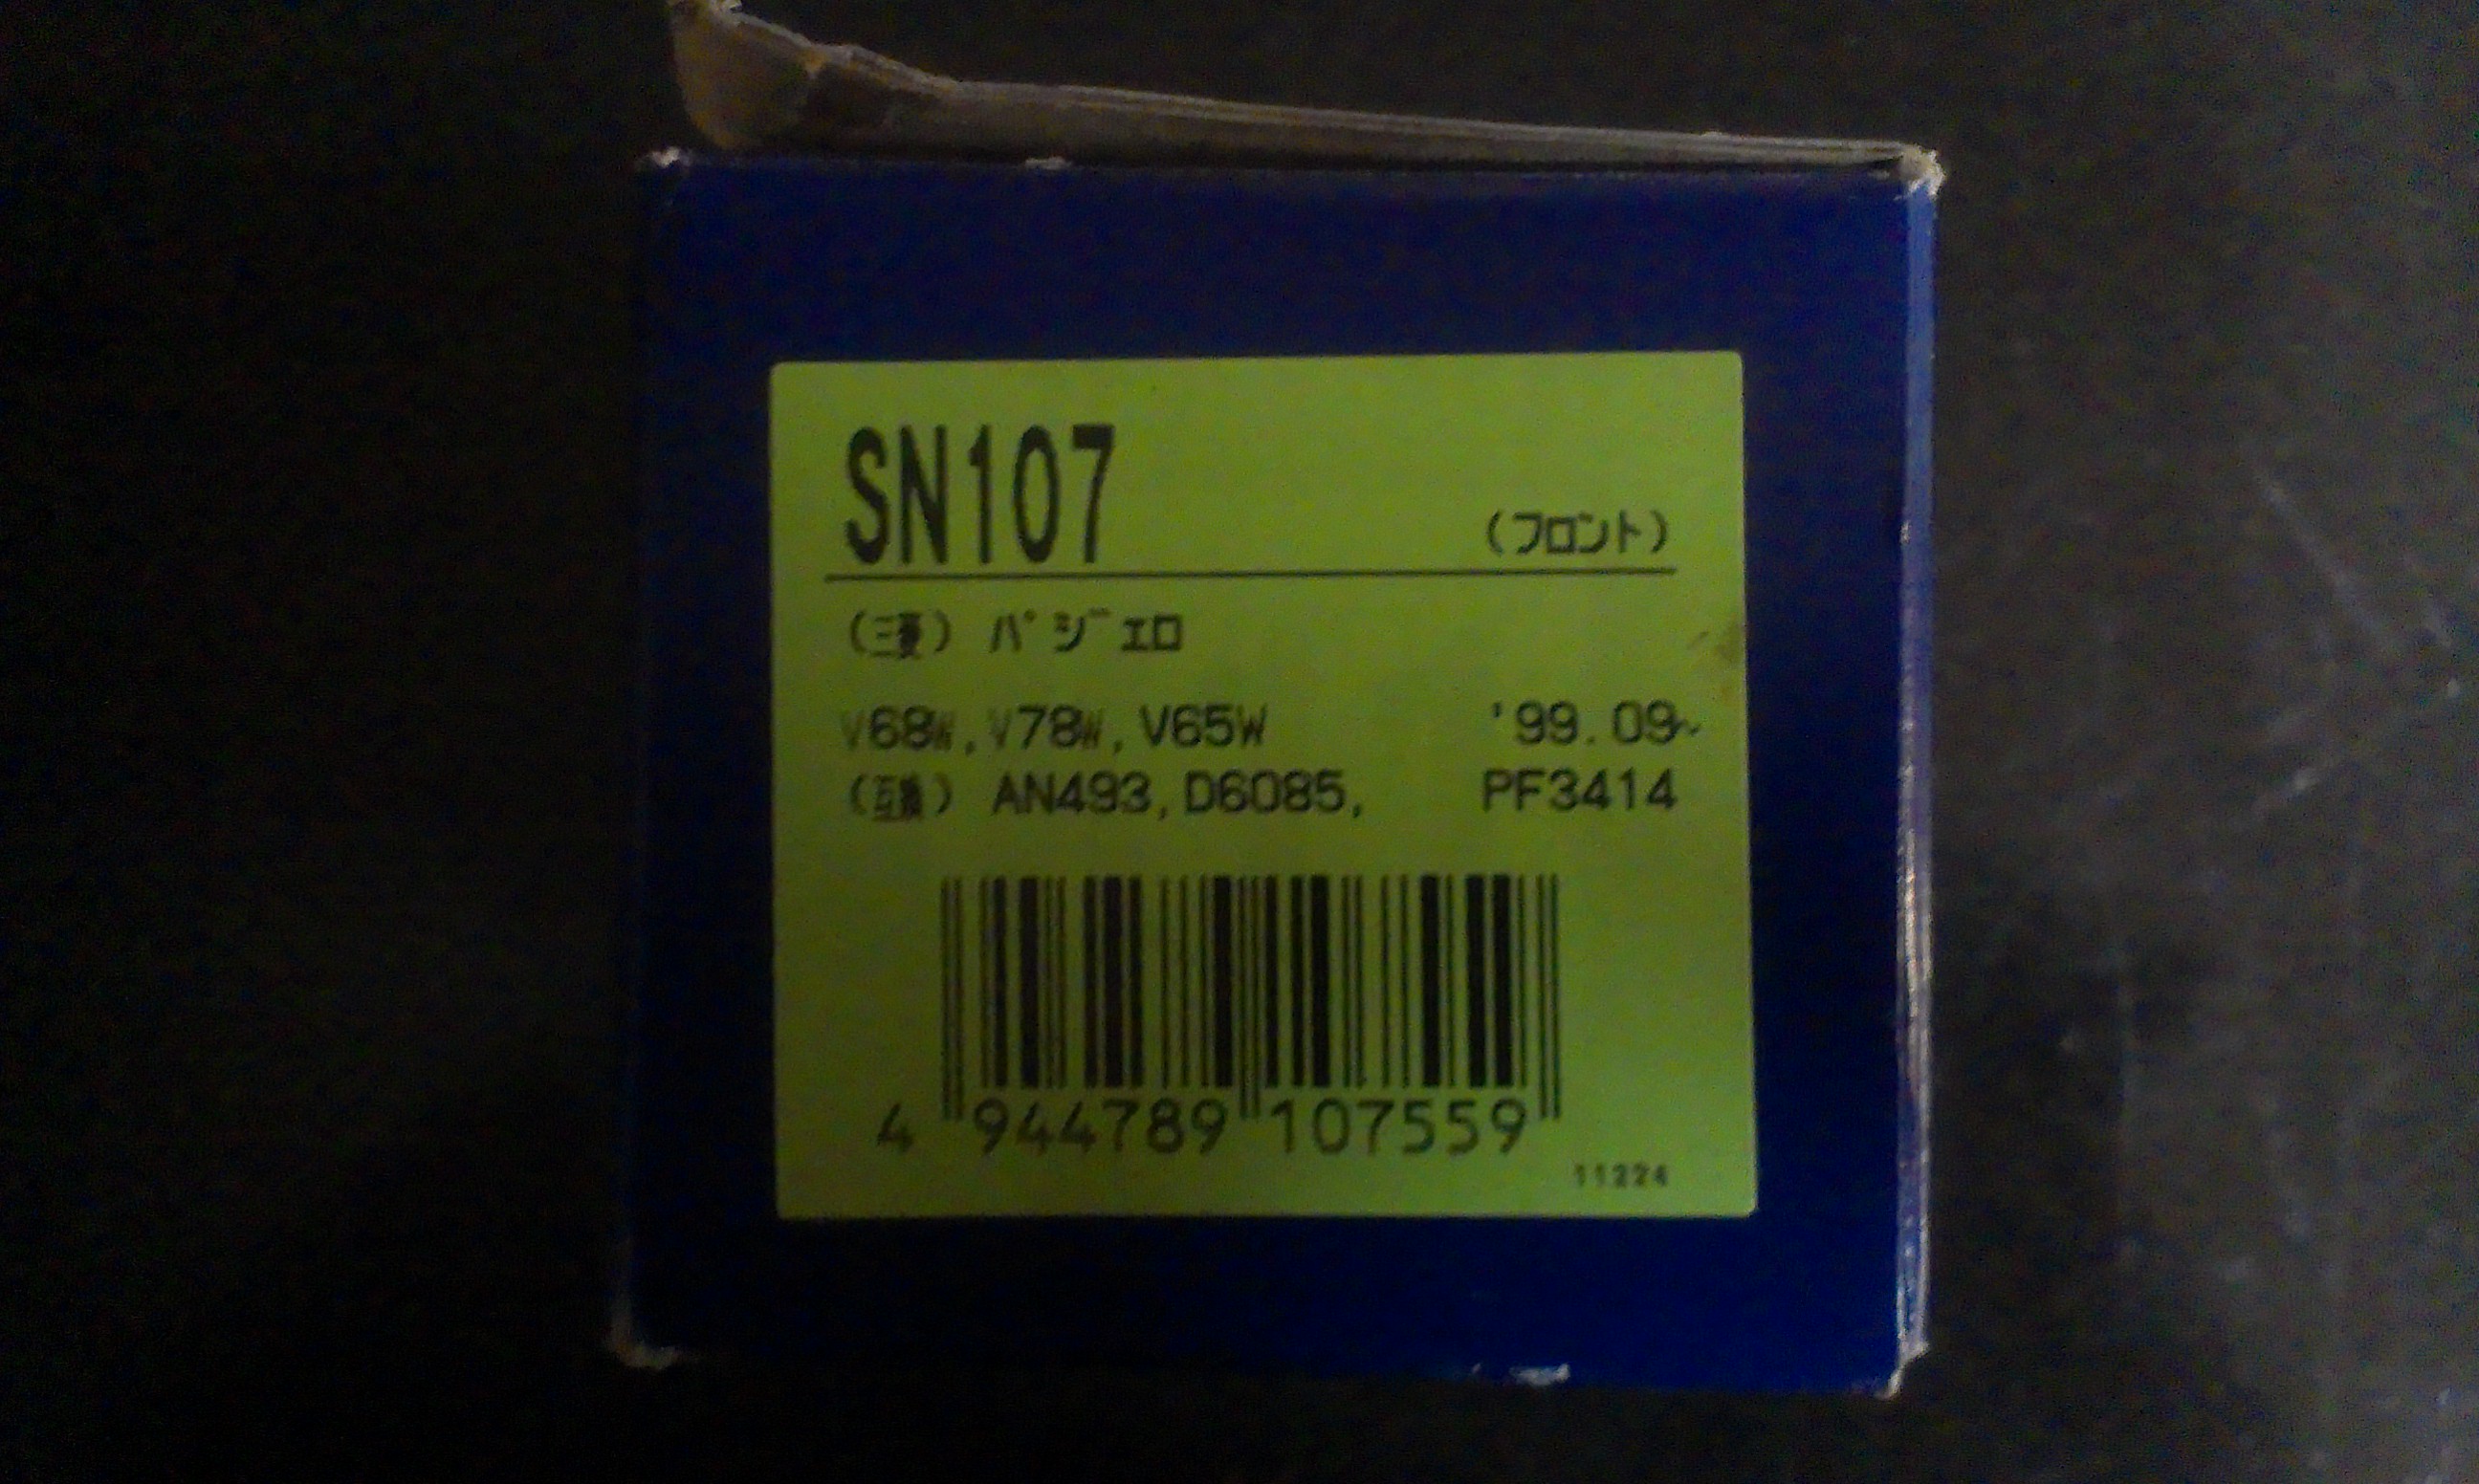 SN107 (フロント)
(三菱) パジェロ
V68W, V78W, V65W '99.09~
(互換) AN493, D6085, PF3414
4 944789 107559
11224